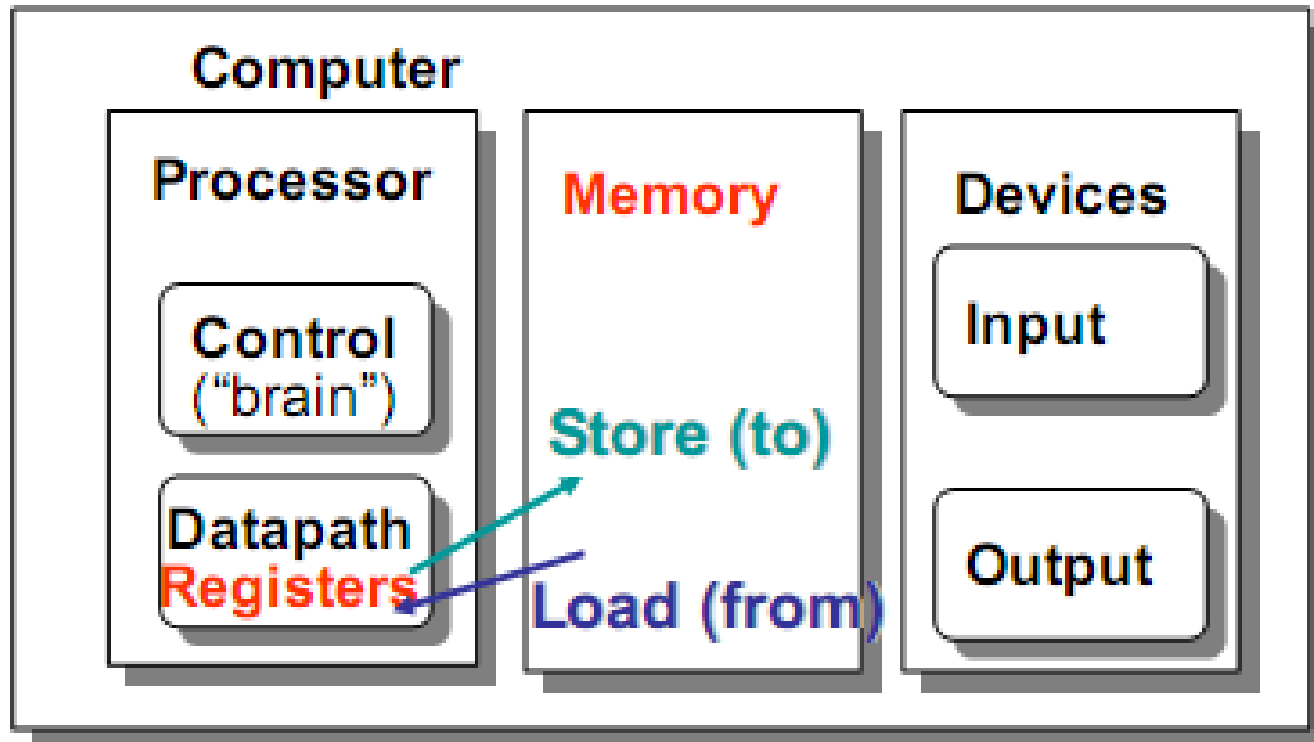 Computer
Processor
Control
(“brain”)
Datapath
Registers
Memory
Store (to)
Load (from)
Devices
Input
Output